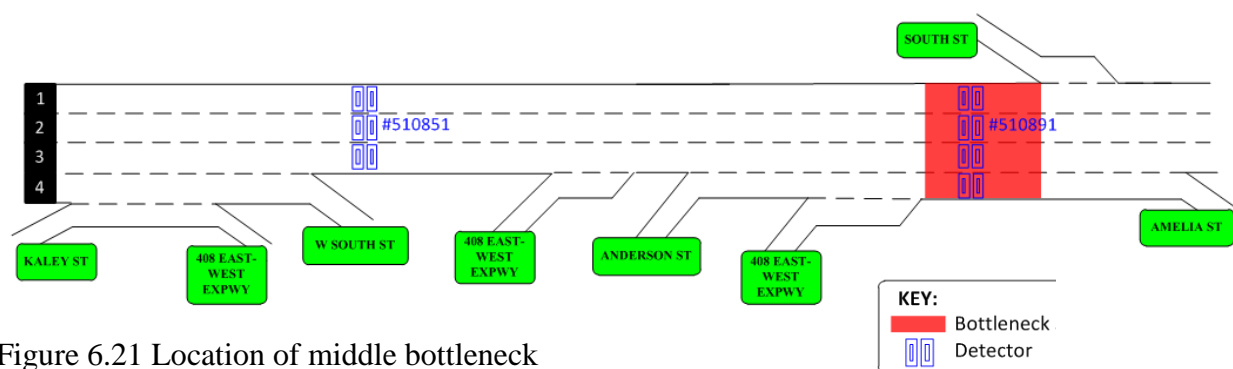 SOUTH ST
1
2
3
4
#510851
#510891
KALEY ST
408 EAST-
WEST
EXPWY
W SOUTH ST
408 EAST-
WEST
EXPWY
ANDERSON ST
408 EAST-
WEST
EXPWY
AMELIA ST
KEY:
Bottleneck
Detector
Figure 6.21 Location of middle bottleneck